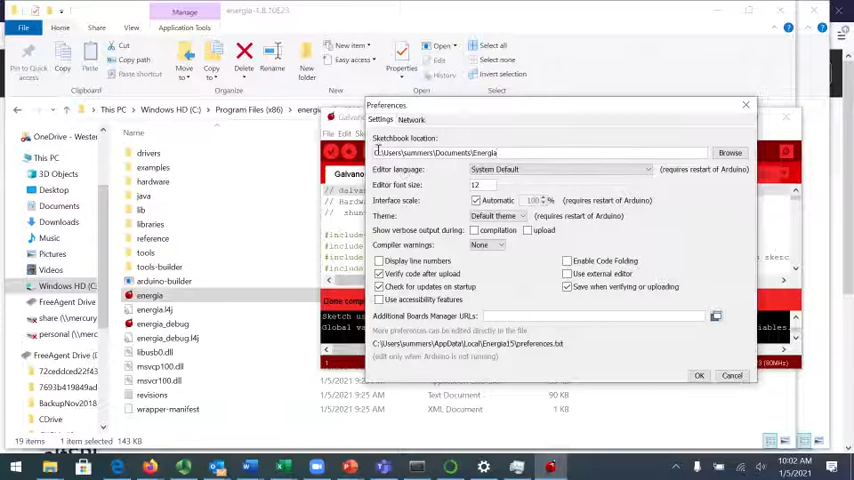 Manage energia-1.8.10E23
File Home Share View Application Tools
Pin to Quick access Copy Paste Cut Copy path Paste shortcut Move to Copy to Delete Rename New folder New item Easy access Properties Open Edit History Select all Select none Invert selection
Clipboard Organize New Open Select
This PC Windows HD (C:) Program Files (x86)
OneDrive - Wester
This PC
3D Objects
Desktop
Documents
Downloads
Music
Pictures
Videos
Windows HD (C:
FreeAgent Drive
share (\\mercury
personal (\\merc
FreeAgent Drive (
72ceddced22f43
7693b419849ad
BackupNov2018
CDrive
Name
drivers
examples
hardware
java
lib
libraries
reference
tools
tools-builder
arduino-builder
energia
energia.l4j
energia_debug
energia_debug.l4j
libusb0.dll
msvcp100.dll
msvcr100.dll
revisions
wrapper-manifest
File Edit Sk
Galvano
#include
#include
Done comp
Sketch u
Global v
Preferences
Settings Network
Sketchbook location:
C:\Users\summers\Documents\Energia Browse
Editor language: System Default (requires restart of Arduino)
Editor font size: 12
Interface scale: Automatic 100 % (requires restart of Arduino)
Theme: Default theme (requires restart of Arduino)
Show verbose output during: compilation upload
Compiler warnings: None
Display line numbers Enable Code Folding
Verify code after upload Use external editor
Check for updates on startup Save when verifying or uploading
Use accessibility features
Additional Boards Manager URLs:
More preferences can be edited directly in the file
C:\Users\summers\AppData\Local\Energia15\preferences.txt
(edit only when Arduino is not running)
OK Cancel
1/5/2021 9:25 AM Text Document 90 KB
1/5/2021 9:25 AM XML Document 1 KB
19 items 1 item selected 143 KB
10:02 AM
1/5/2021